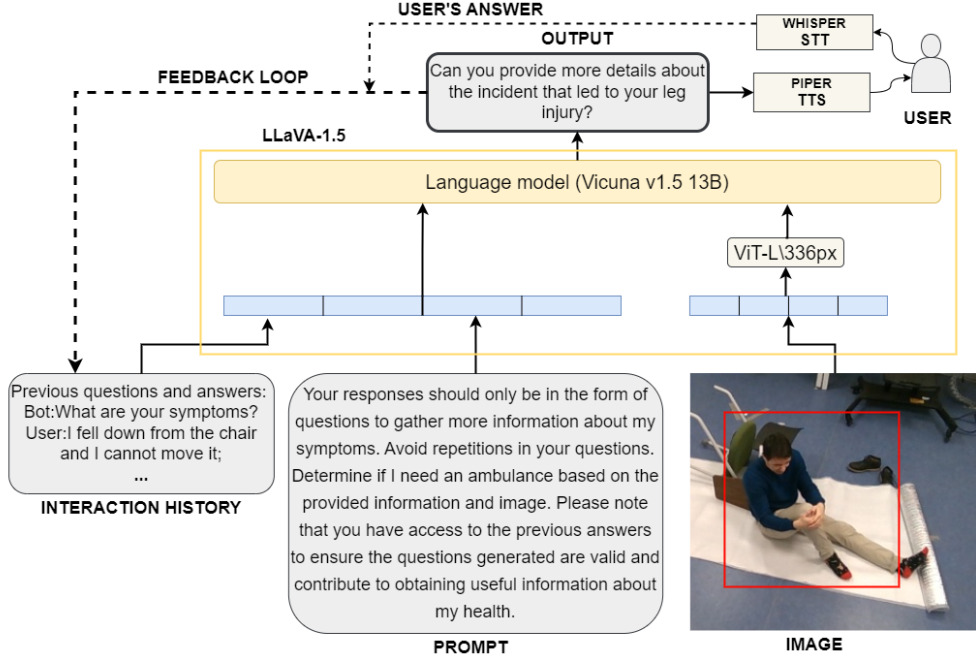 USER'S ANSWER
WHISPER
STT
OUTPUT
FEEDBACK LOOP
Can you provide more details about
the incident that led to your leg
injury?
PIPER
TTS
USER
LLaVA-1.5
Language model (Vicuna v1.5 13B)
ViT-L\336px
Previous questions and answers:
Bot:What are your symptoms?
User:I fell down from the chair
and I cannot move it;
...
INTERACTION HISTORY
Your responses should only be in the form of
questions to gather more information about my
symptoms. Avoid repetitions in your questions.
Determine if I need an ambulance based on the
provided information and image. Please note
that you have access to the previous answers
to ensure the questions generated are valid and
contribute to obtaining useful information about
my health.
PROMPT
IMAGE